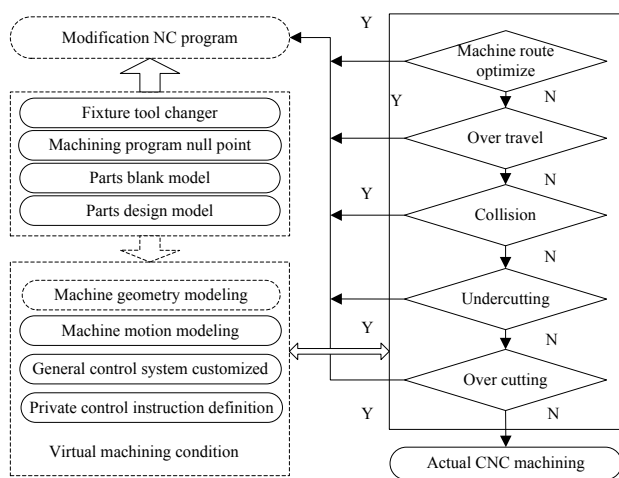 Modification NC program
Fixture tool changer
Machining program null point
Parts blank model
Parts design model
Machine geometry modeling
Machine motion modeling
General control system customized
Private control instruction definition
Virtual machining condition
Y
Machine route
optimize
N
Y
Over travel
N
Collision
N
Undercutting
Y
N
Over cutting
Y
N
Actual CNC machining